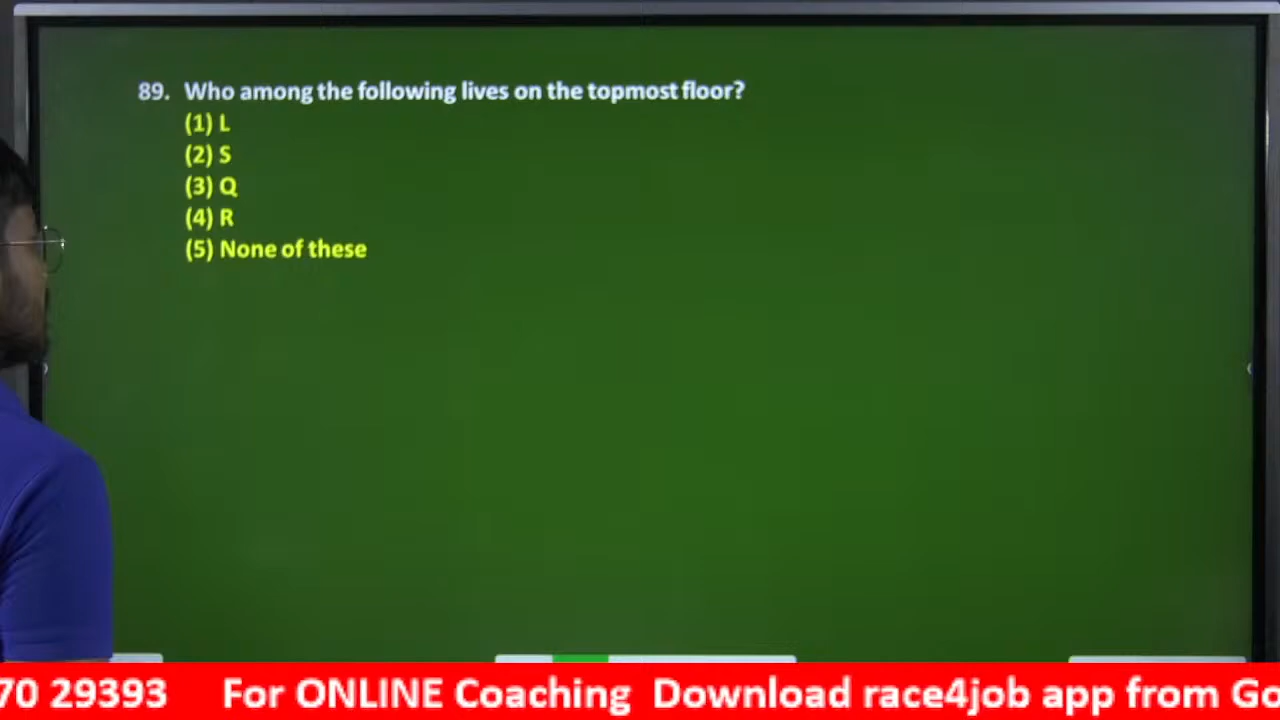 89. Who among the following lives on the topmost floor?
(1) L
(2) S
(3) Q
(4) R
(5) None of these
70 29393 For ONLINE Coaching Download race4job app from Go